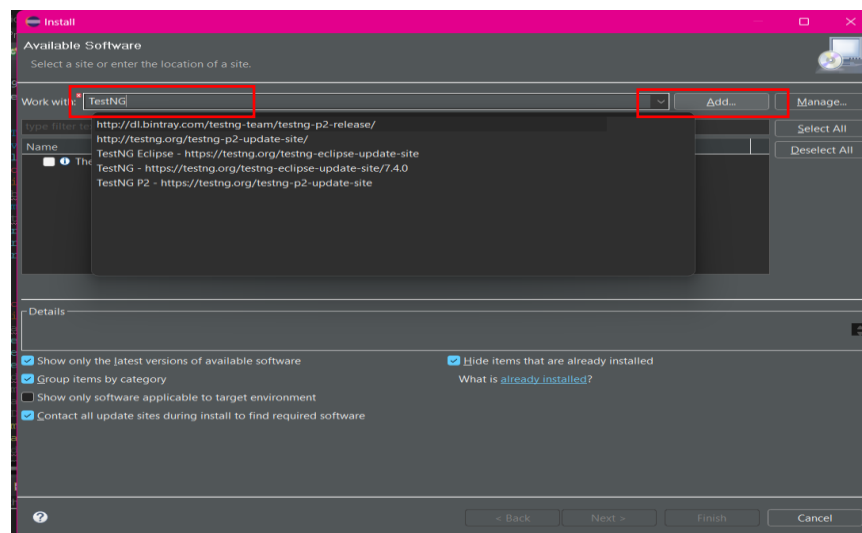 Install
Available Software
Select a site or enter the location of a site.
Work with: TestNG
Add...
Manage...
type filter te
http://dl.bintray.com/testng-team/testng-p2-release/
http://testng.org/testng-p2-update-site/
TestNG Eclipse - https://testng.org/testng-eclipse-update-site
TestNG - https://testng.org/testng-eclipse-update-site/7.4.0
TestNG P2 - https://testng.org/testng-p2-update-site
Name
The
Select All
Deselect All
Details
Show only the latest versions of available software
Hide items that are already installed
Group items by category
What is already installed?
Show only software applicable to target environment
Contact all update sites during install to find required software
?
< Back
Next >
Finish
Cancel